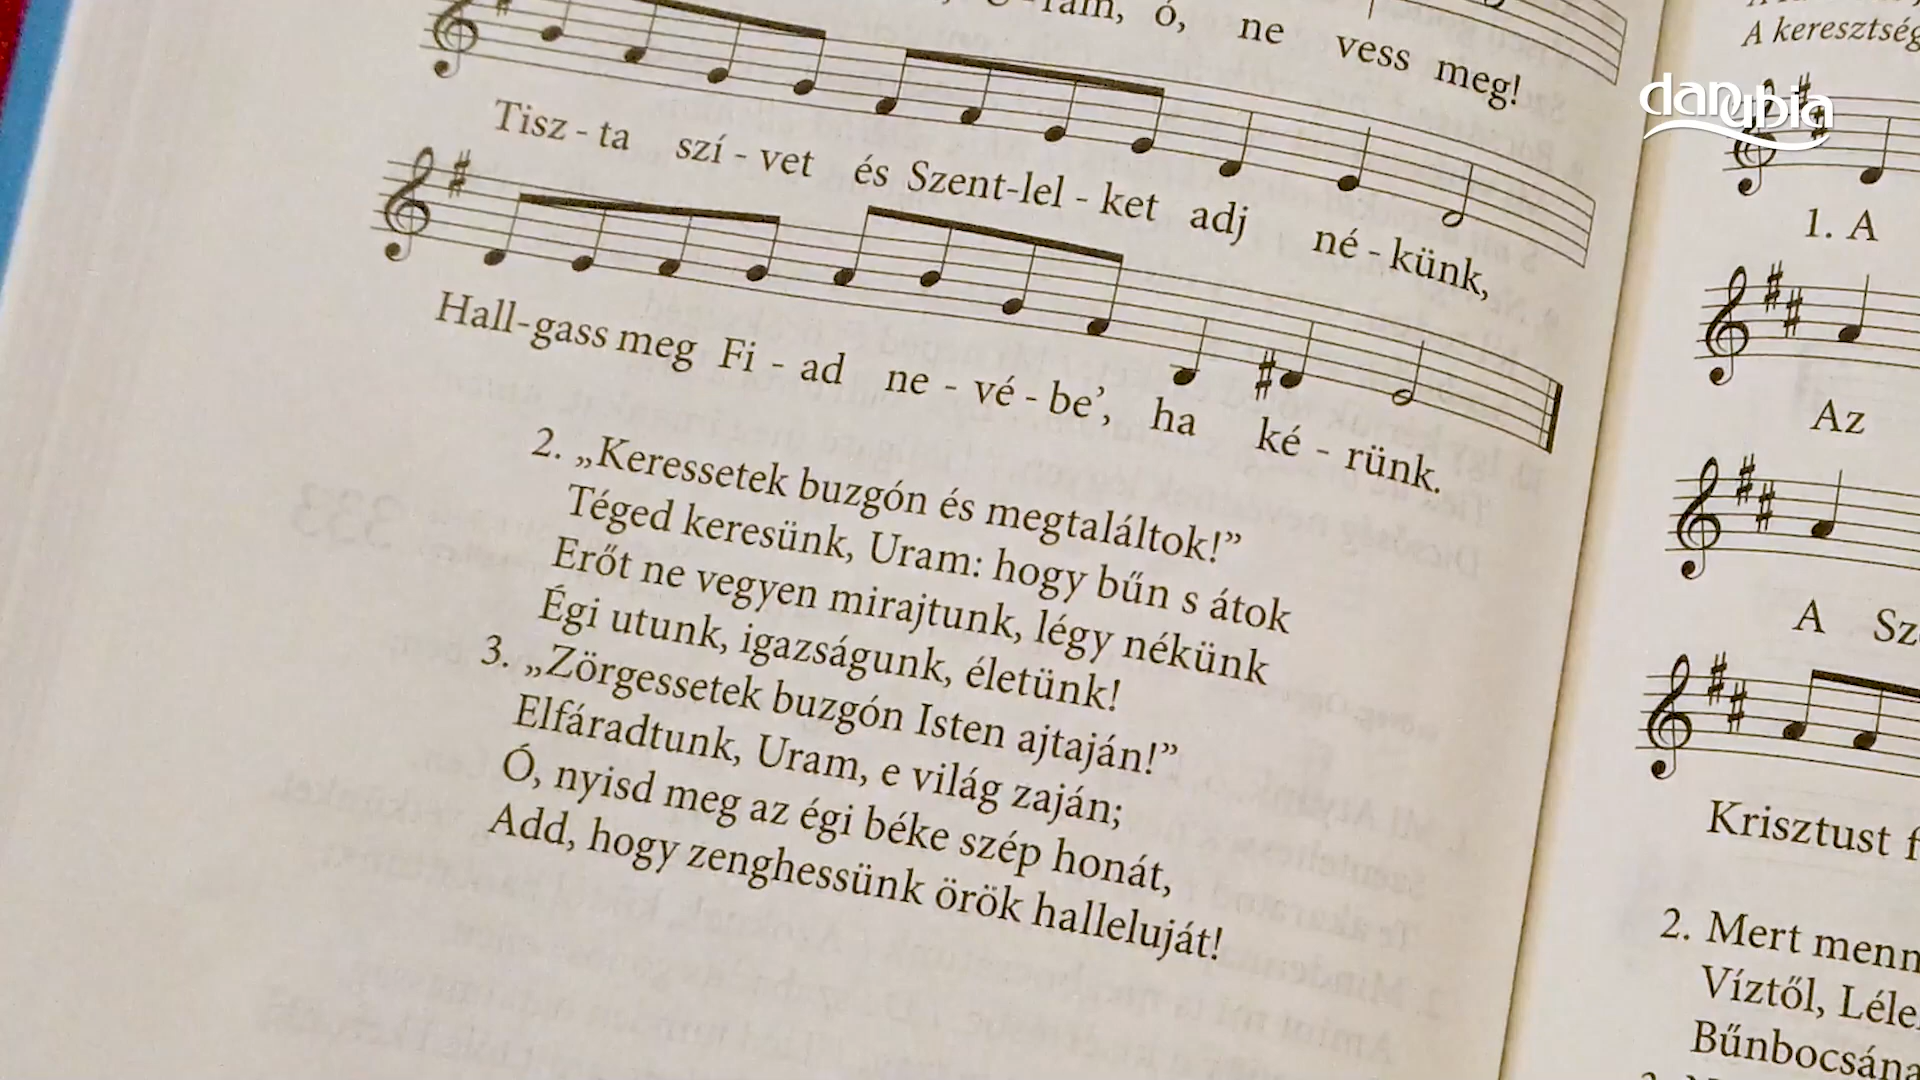 ó, ne vess meg!
Tisz - ta szí - vet és Szent-lel - ket adj né - künk,
Hall-gass meg Fi - ad ne - vé - be’, ha ké - rünk.
2. „Keressetek buzgón és megtaláltok!”
Téged keresünk, Uram: hogy bűn s átok
Erőt ne vegyen mirajtunk, légy nékünk
Égi utunk, igazságunk, életünk!
3. „Zörgessetek buzgón Isten ajtaján!”
Elfáradtunk, Uram, e világ zaján;
Ó, nyisd meg az égi béke szép honát,
Add, hogy zenghessünk örök halleluját!
danubia
A keresztség
1. A
Az
A Sz
Krisztust f
2. Mert menn
Víztől, Léle
Bűnbocsána